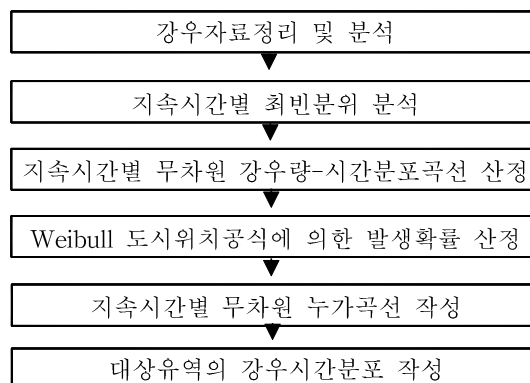 강우자료정리 및 분석
지속시간별 최빈분위 분석
지속시간별 무차원 강우량-시간분포곡선 산정
Weibull 도시위치공식에 의한 발생확률 산정
지속시간별 무차원 누가곡선 작성
대상유역의 강우시간분포 작성